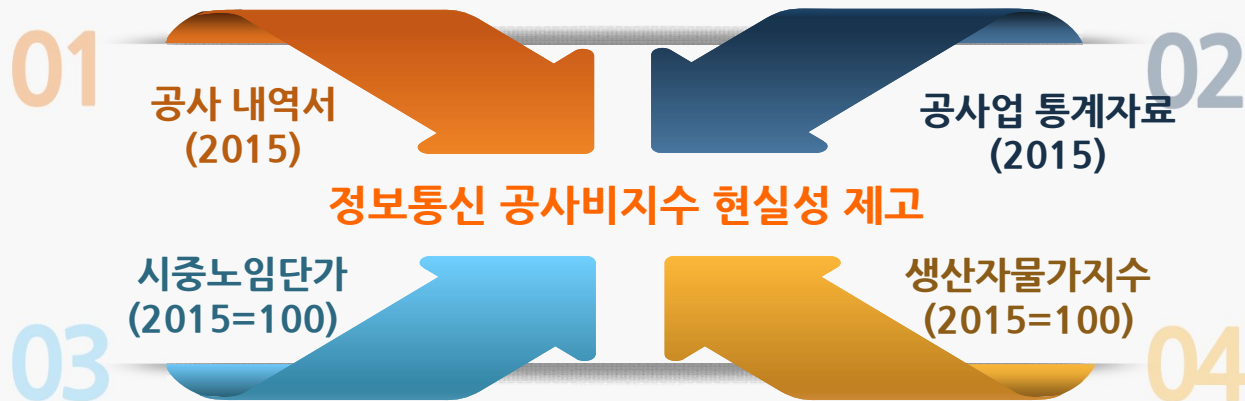 01
공사 내역서
(2015)
02
공사업 통계자료
(2015)
정보통신 공사비지수 현실성 제고
03
시중노임단가
(2015=100)
04
생산자물가지수
(2015=100)